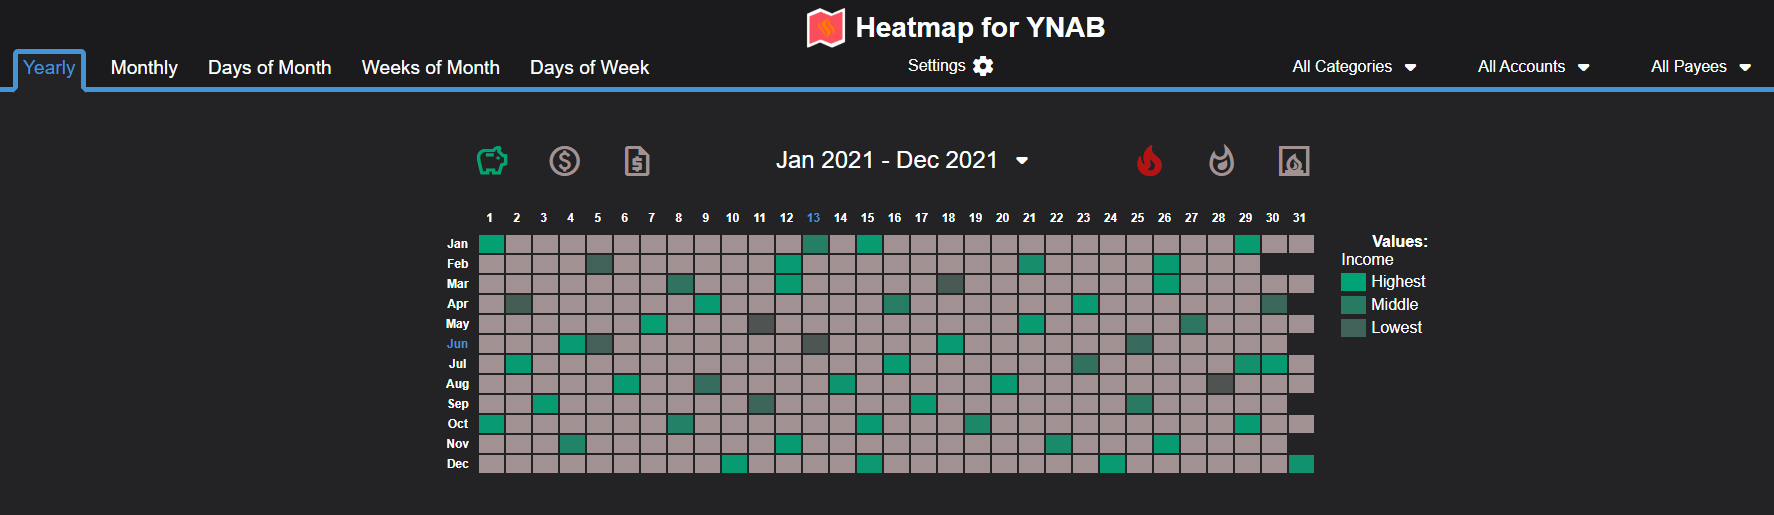 Heatmap for YNAB
Yearly Monthly Days of Month Weeks of Month Days of Week Settings All Categories All Accounts All Payees
Jan 2021 - Dec 2021
1 2 3 4 5 6 7 8 9 10 11 12 13 14 15 16 17 18 19 20 21 22 23 24 25 26 27 28 29 30 31
Jan
Feb
Mar
Apr
May
Jun
Jul
Aug
Sep
Oct
Nov
Dec
Values:
Income
Highest
Middle
Lowest